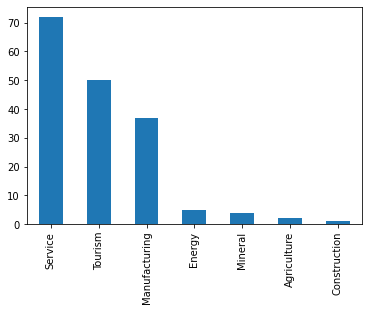 70
60
50
40
30
20
10
0
Service
Tourism
Manufacturing
Energy
Mineral
Agriculture
Construction